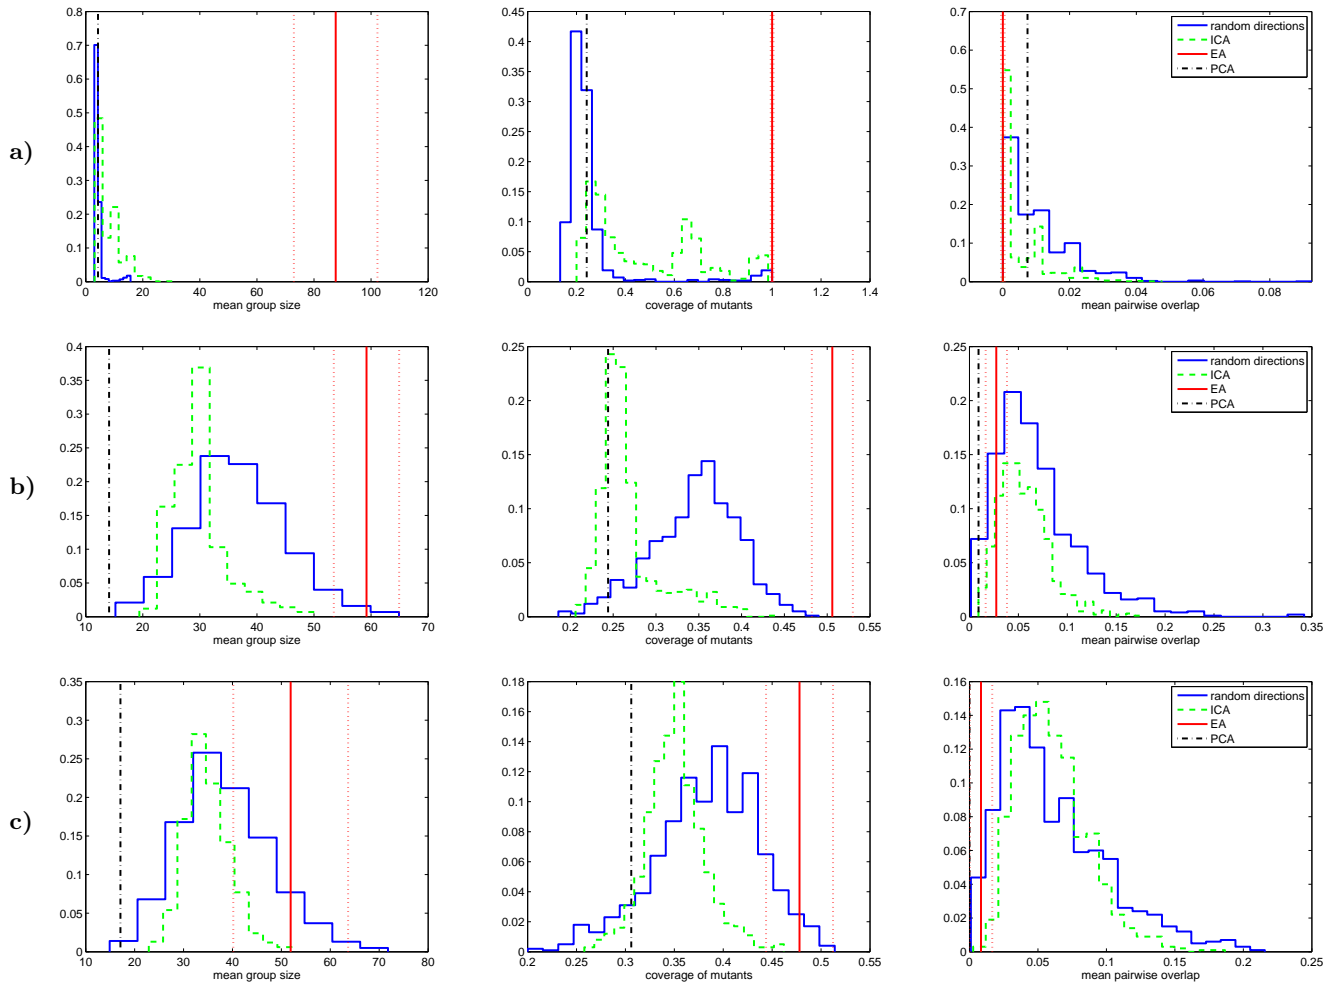 a)
0.8
0.7
0.6
0.5
0.4
0.3
0.2
0.1
0
0 20 40 60 80 100 120
mean group size
0.45
0.4
0.35
0.3
0.25
0.2
0.15
0.1
0.05
0
0 0.2 0.4 0.6 0.8 1 1.2 1.4
coverage of mutants
0.7
0.6
0.5
0.4
0.3
0.2
0.1
0
0 0.02 0.04 0.06 0.08
mean pairwise overlap
random directions
ICA
EA
PCA
b)
0.4
0.35
0.3
0.25
0.2
0.15
0.1
0.05
0
10 20 30 40 50 60 70
mean group size
0.25
0.2
0.15
0.1
0.05
0
0.2 0.25 0.3 0.35 0.4 0.45 0.5 0.55
coverage of mutants
0.25
0.2
0.15
0.1
0.05
0
0 0.05 0.1 0.15 0.2 0.25 0.3 0.35
mean pairwise overlap
random directions
ICA
EA
PCA
c)
0.35
0.3
0.25
0.2
0.15
0.1
0.05
0
10 20 30 40 50 60 70 80
mean group size
0.18
0.16
0.14
0.12
0.1
0.08
0.06
0.04
0.02
0
0.2 0.25 0.3 0.35 0.4 0.45 0.5 0.55
coverage of mutants
0.16
0.14
0.12
0.1
0.08
0.06
0.04
0.02
0
0 0.05 0.1 0.15 0.2 0.25
mean pairwise overlap
random directions
ICA
EA
PCA